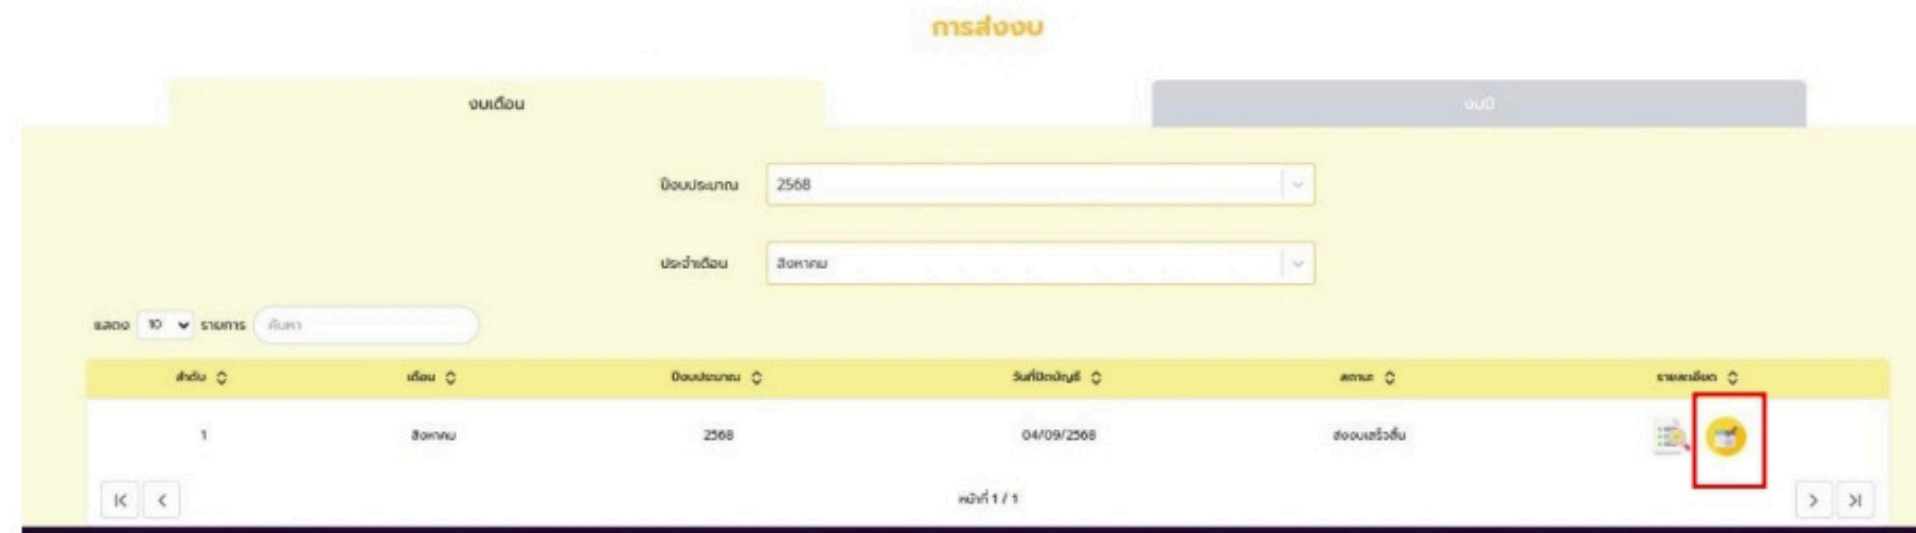 การส่งงบ
งบเดือน งบปี
ปีงบประมาณ 2568
ประจำเดือน สิงหาคม
แสดง 10 รายการ ค้นหา
ลำดับ เดือน ปีงบประมาณ วันที่ปิดบัญชี สถานะ รายละเอียด
1 สิงหาคม 2568 04/09/2568 ส่งงบเสร็จสิ้น
หน้าที่ 1 / 1